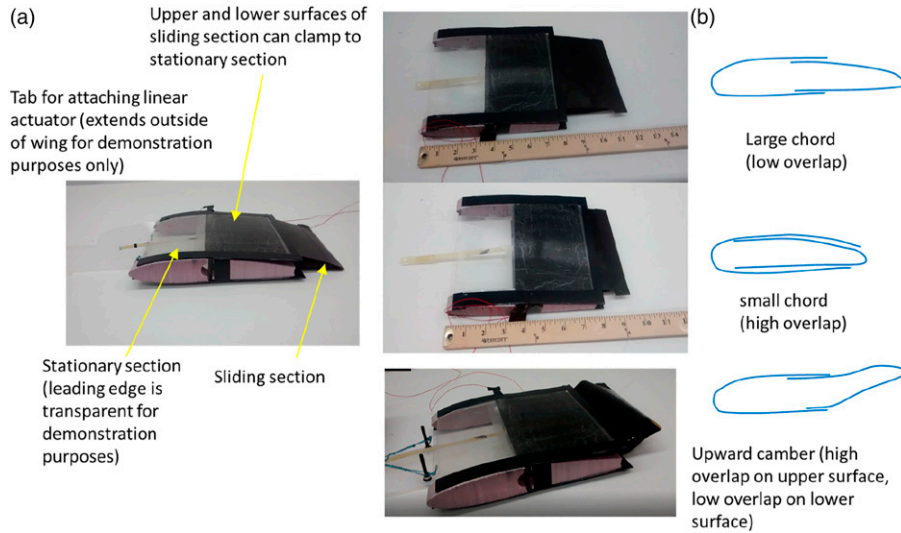 (a)
Upper and lower surfaces of
sliding section can clamp to
stationary section
Tab for attaching linear
actuator (extends outside
of wing for demonstration
purposes only)
Stationary section
(leading edge is
transparent for
demonstration
purposes)
Sliding section
(b)
Large chord
(low overlap)
small chord
(high overlap)
Upward camber (high
overlap on upper surface,
low overlap on lower
surface)